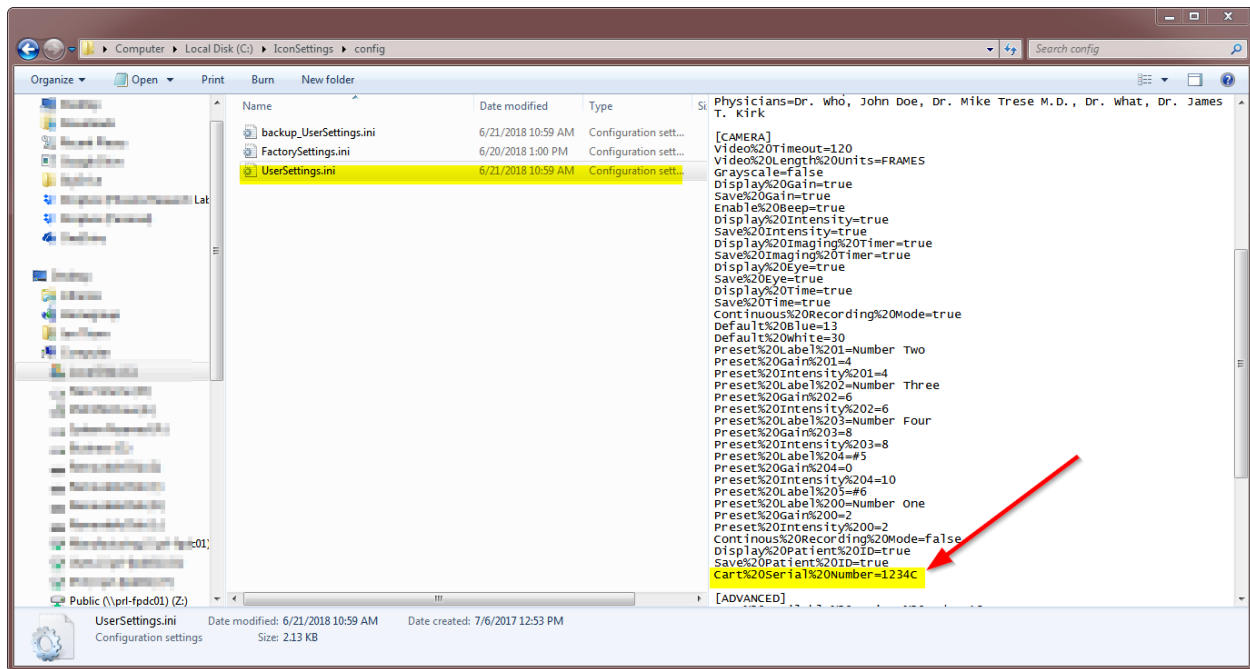 Computer ▸ Local Disk (C:) ▸ IconSettings ▸ config
Search config
Organize Open Print Burn New folder
Name Date modified Type Si
backup_UserSettings.ini 6/21/2018 10:59 AM Configuration sett...
FactorySettings.ini 6/20/2018 1:00 PM Configuration sett...
UserSettings.ini 6/21/2018 10:59 AM Configuration sett...
Lab
c01)
Public (\\prl-fpdc01) (Z:)
Physicians=Dr. Who, John Doe, Dr. Mike Trese M.D., Dr. What, Dr. James
T. Kirk
[CAMERA]
Video%20Timeout=120
Video%20Length%20Units=FRAMES
Grayscale=false
Display%20Gain=true
Save%20Gain=true
Enable%20Beep=true
Display%20Intensity=true
Save%20Intensity=true
Display%20Imaging%20Timer=true
Save%20Imaging%20Timer=true
Display%20Eye=true
Save%20Eye=true
Display%20Time=true
Save%20Time=true
Continuous%20Recording%20Mode=true
Default%20Blue=13
Default%20White=30
Preset%20Label%201=Number Two
Preset%20Gain%201=4
Preset%20Intensity%201=4
Preset%20Label%202=Number Three
Preset%20Gain%202=6
Preset%20Intensity%202=6
Preset%20Label%203=Number Four
Preset%20Gain%203=8
Preset%20Intensity%203=8
Preset%20Label%204=#5
Preset%20Gain%204=0
Preset%20Intensity%204=10
Preset%20Label%205=#6
Preset%20Label%200=Number One
Preset%20Gain%200=2
Preset%20Intensity%200=2
Continous%20Recording%20Mode=false
Display%20Patient%20ID=true
Save%20Patient%20ID=true
Cart%20Serial%20Number=1234C
[ADVANCED]
UserSettings.ini Date modified: 6/21/2018 10:59 AM Date created: 7/6/2017 12:53 PM
Configuration settings Size: 2.13 KB